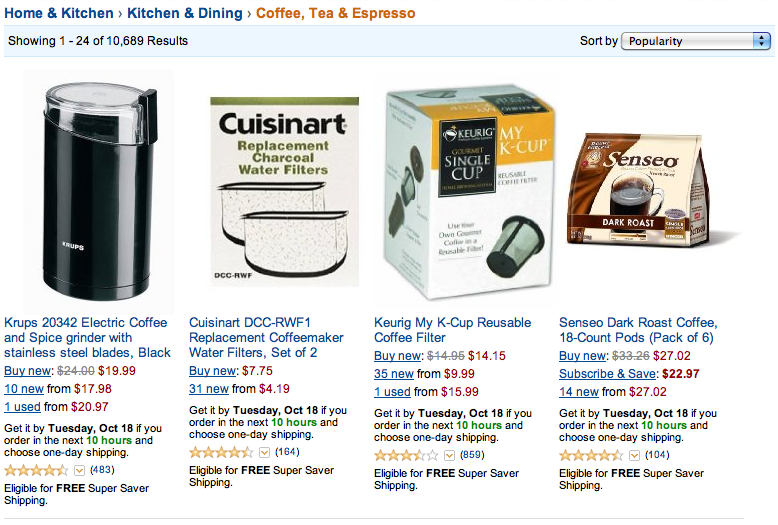 Home & Kitchen › Kitchen & Dining › Coffee, Tea & Espresso
Showing 1 - 24 of 10,689 Results
Sort by Popularity
KRUPS
Cuisinart
Replacement
Charcoal
Water Filters
DCC-RWF
KEURIG
GOURMET
SINGLE
CUP
HOME BREWING SYSTEM
MY
K-CUP
REUSABLE
COFFEE FILTER
Use Your
Own Gourmet
Coffee in a
Reusable Filter!
Senseo
DARK ROAST
Krups 20342 Electric Coffee
and Spice grinder with
stainless steel blades, Black
Buy new: $24.00 $19.99
10 new from $17.98
1 used from $20.97
Get it by Tuesday, Oct 18 if you
order in the next 10 hours and
choose one-day shipping.
(483)
Eligible for FREE Super Saver
Shipping.
Cuisinart DCC-RWF1
Replacement Coffeemaker
Water Filters, Set of 2
Buy new: $7.75
31 new from $4.19
Get it by Tuesday, Oct 18 if you
order in the next 10 hours and
choose one-day shipping.
(164)
Eligible for FREE Super Saver
Shipping.
Keurig My K-Cup Reusable
Coffee Filter
Buy new: $14.95 $14.15
35 new from $9.99
1 used from $15.99
Get it by Tuesday, Oct 18 if you
order in the next 10 hours and
choose one-day shipping.
(859)
Eligible for FREE Super Saver
Shipping.
Senseo Dark Roast Coffee,
18-Count Pods (Pack of 6)
Buy new: $33.26 $27.02
Subscribe & Save: $22.97
14 new from $27.02
Get it by Tuesday, Oct 18 if you
order in the next 10 hours and
choose one-day shipping.
(104)
Eligible for FREE Super Saver
Shipping.